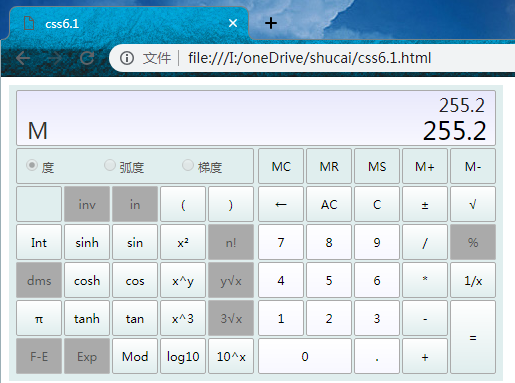 css6.1 × +
文件 | file:///I:/oneDrive/shucai/css6.1.html
255.2
M 255.2
度 弧度 梯度 MC MR MS M+ M-
inv in ( ) ← AC C ± √
Int sinh sin x² n! 7 8 9 / %
dms cosh cos x^y y√x 4 5 6 * 1/x
π tanh tan x^3 3√x 1 2 3 - =
F-E Exp Mod log10 10^x 0 . +